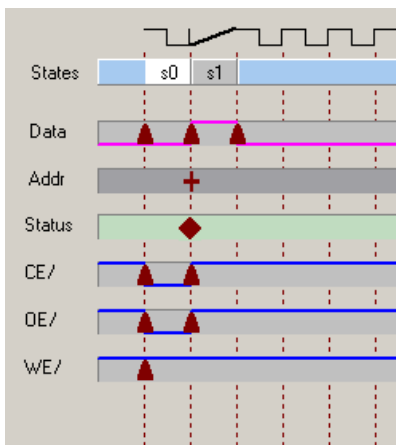 States s0 s1
Data
Addr
Status
CE/
OE/
WE/